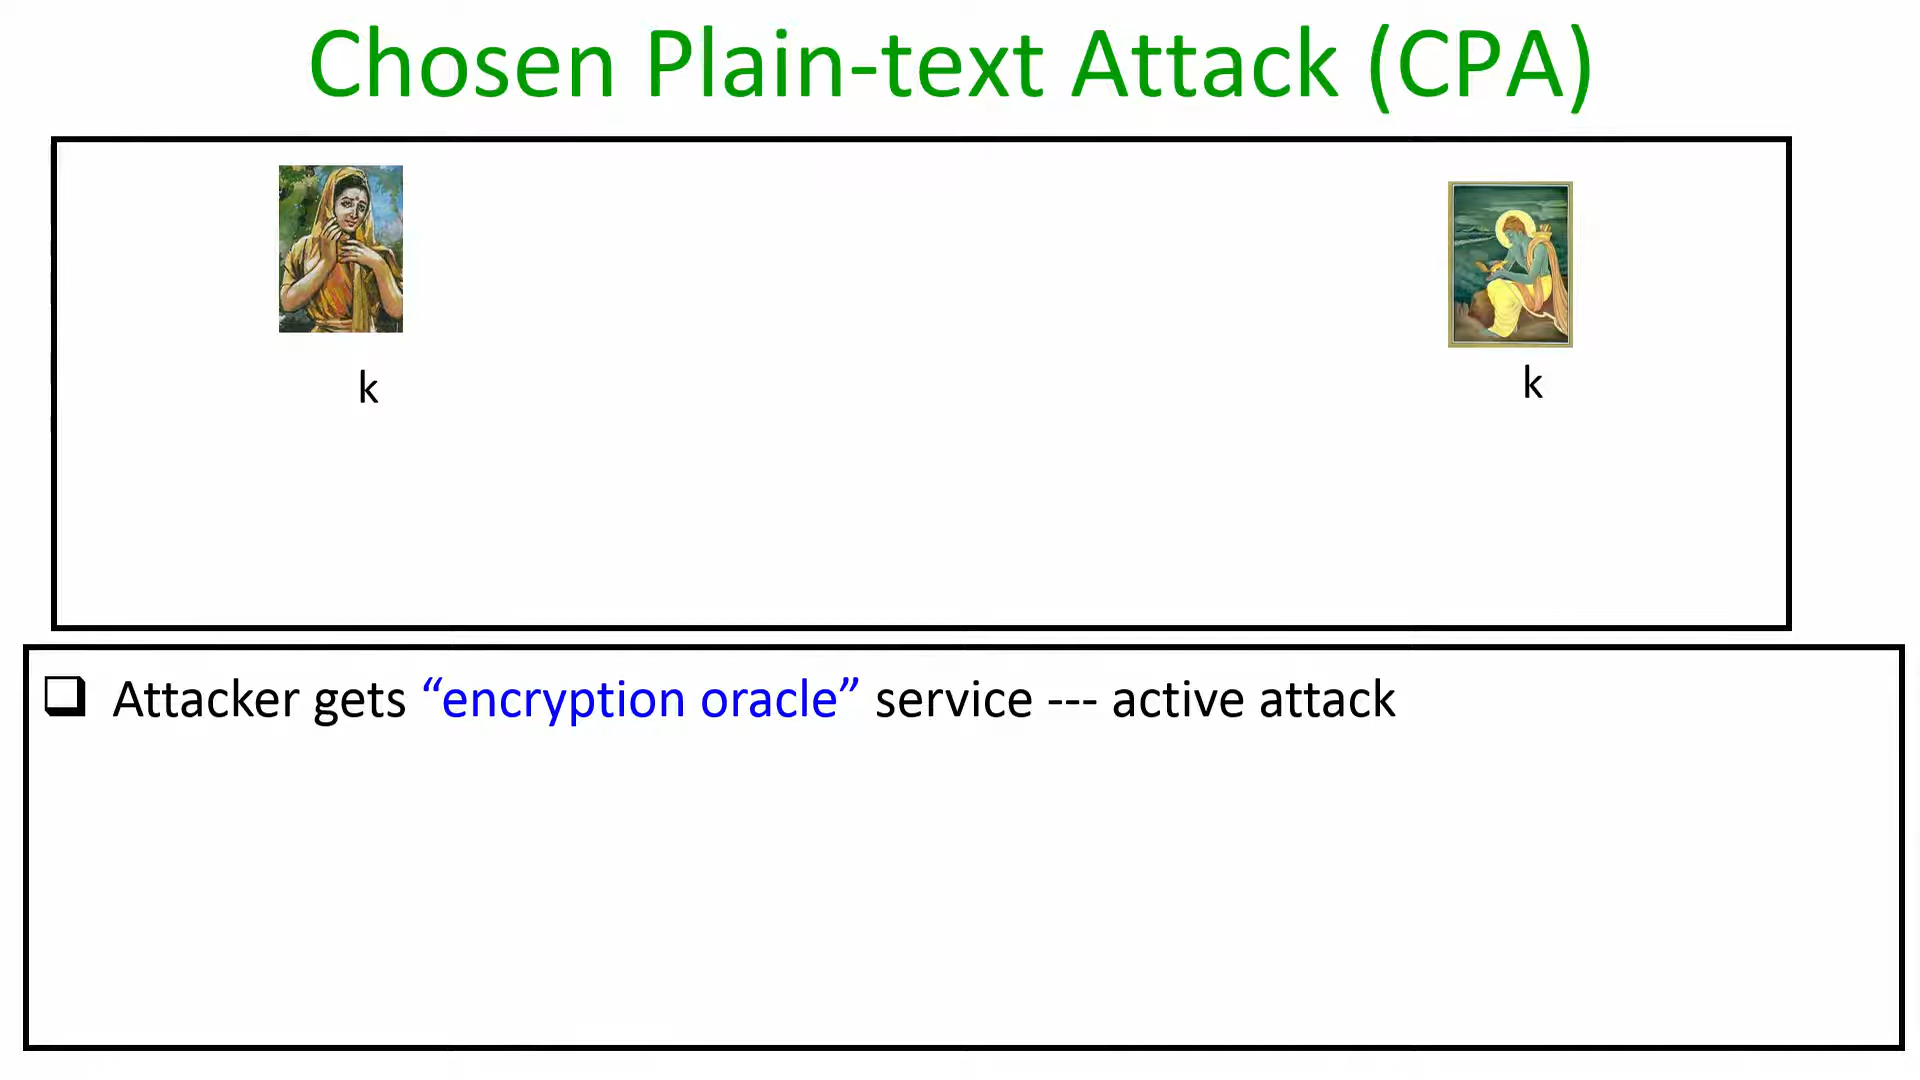 Chosen Plain-text Attack (CPA)
k
k
❑ Attacker gets “encryption oracle” service --- active attack